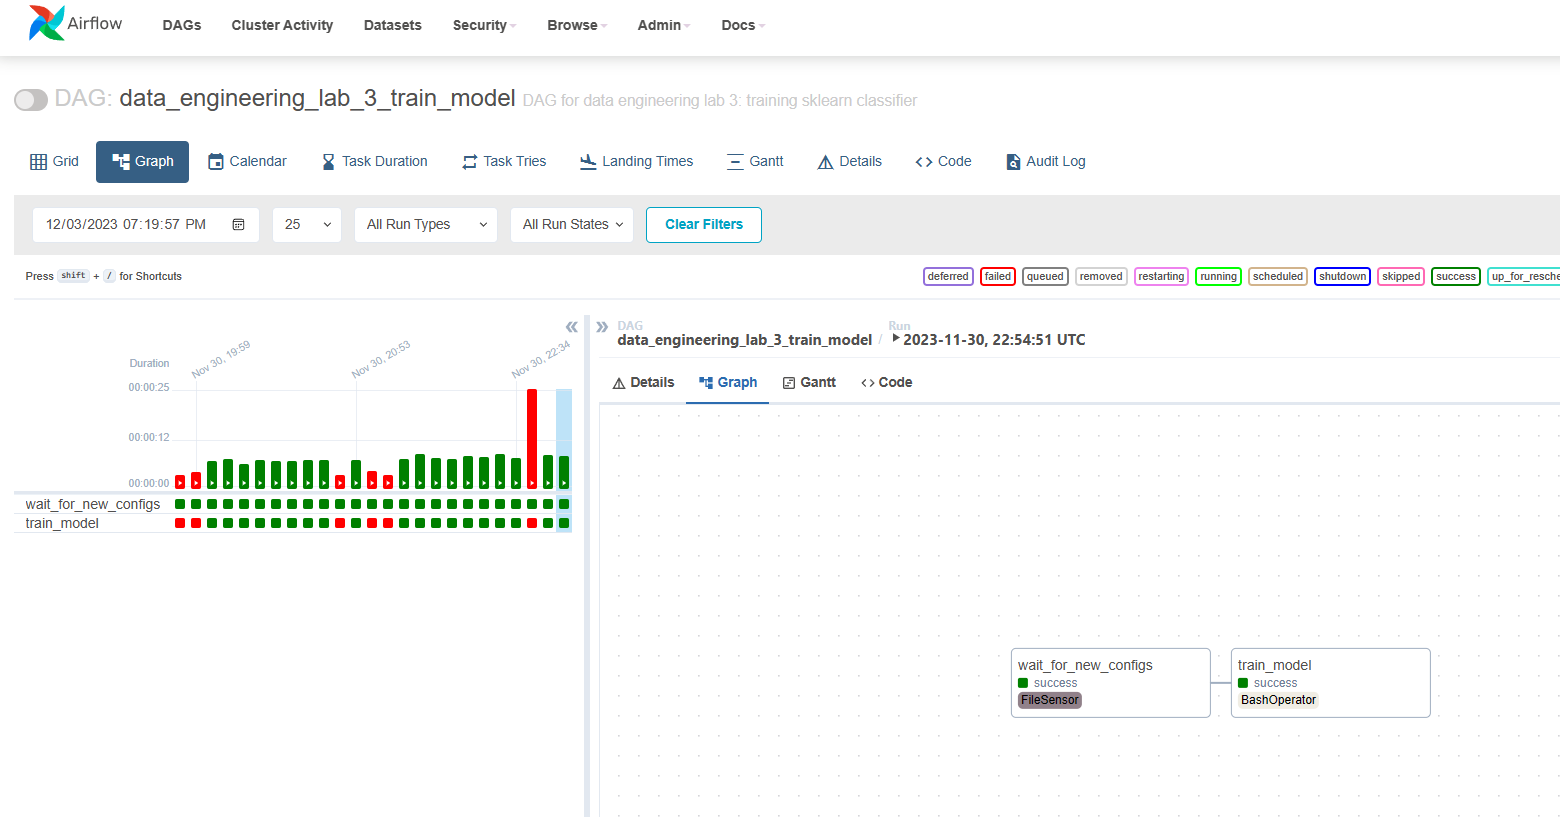 Airflow DAGs Cluster Activity Datasets Security Browse Admin Docs
DAG: data_engineering_lab_3_train_model DAG for data engineering lab 3: training sklearn classifier
Grid Graph Calendar Task Duration Task Tries Landing Times Gantt Details Code Audit Log
12/03/2023 07:19:57 PM 25 All Run Types All Run States Clear Filters
Press shift + / for Shortcuts
deferred failed queued removed restarting running scheduled shutdown skipped success up_for_resche
Duration
Nov 30, 19:59 Nov 30, 20:53 Nov 30, 22:34
00:00:25
00:00:12
00:00:00
wait_for_new_configs
train_model
DAG
data_engineering_lab_3_train_model /
Run
2023-11-30, 22:54:51 UTC
Details Graph Gantt Code
wait_for_new_configs
success
FileSensor
train_model
success
BashOperator